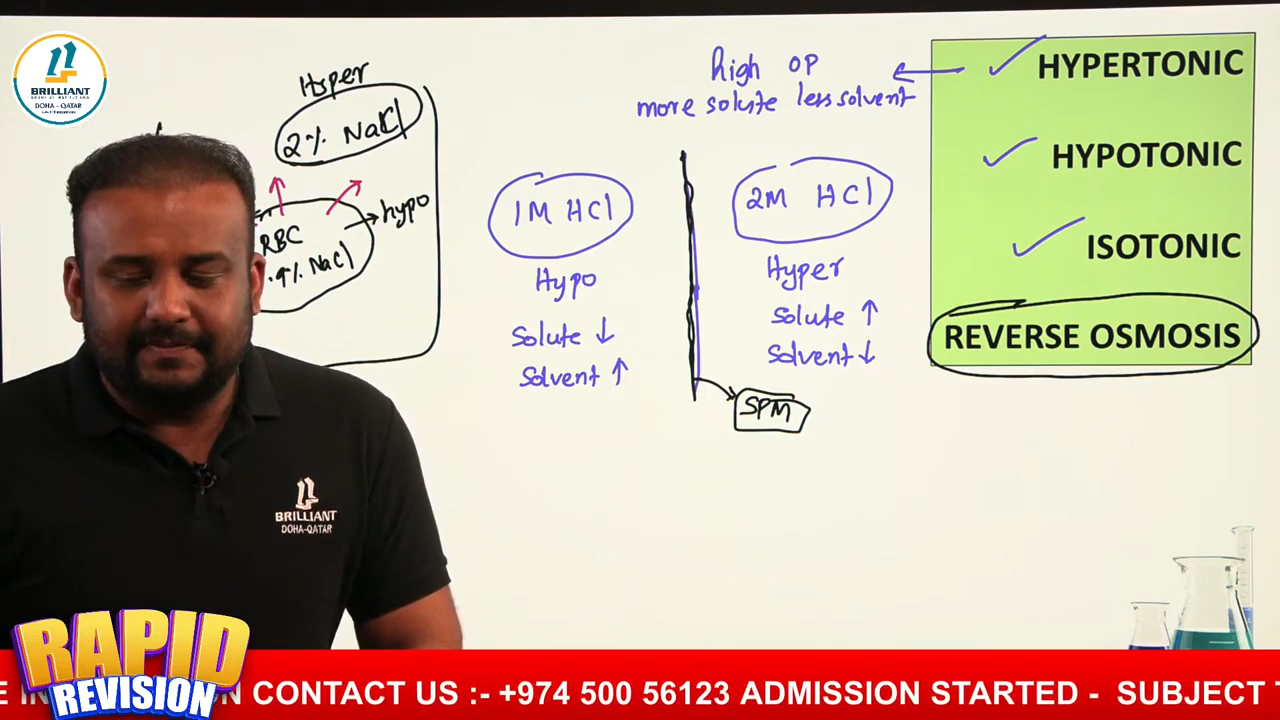 BRILLIANT
DOHA - QATAR
Hyper
2% NaCl
RBC
.9% NaCl
hypo
high OP
more solute less solvent
1M HCl
Hypo
Solute ↓
Solvent ↑
2M HCl
Hyper
Solute ↑
Solvent ↓
SPM
HYPERTONIC
HYPOTONIC
ISOTONIC
REVERSE OSMOSIS
BRILLIANT
DOHA-QATAR
RAPID
REVISION
N CONTACT US :- +974 500 56123 ADMISSION STARTED - SUBJECT